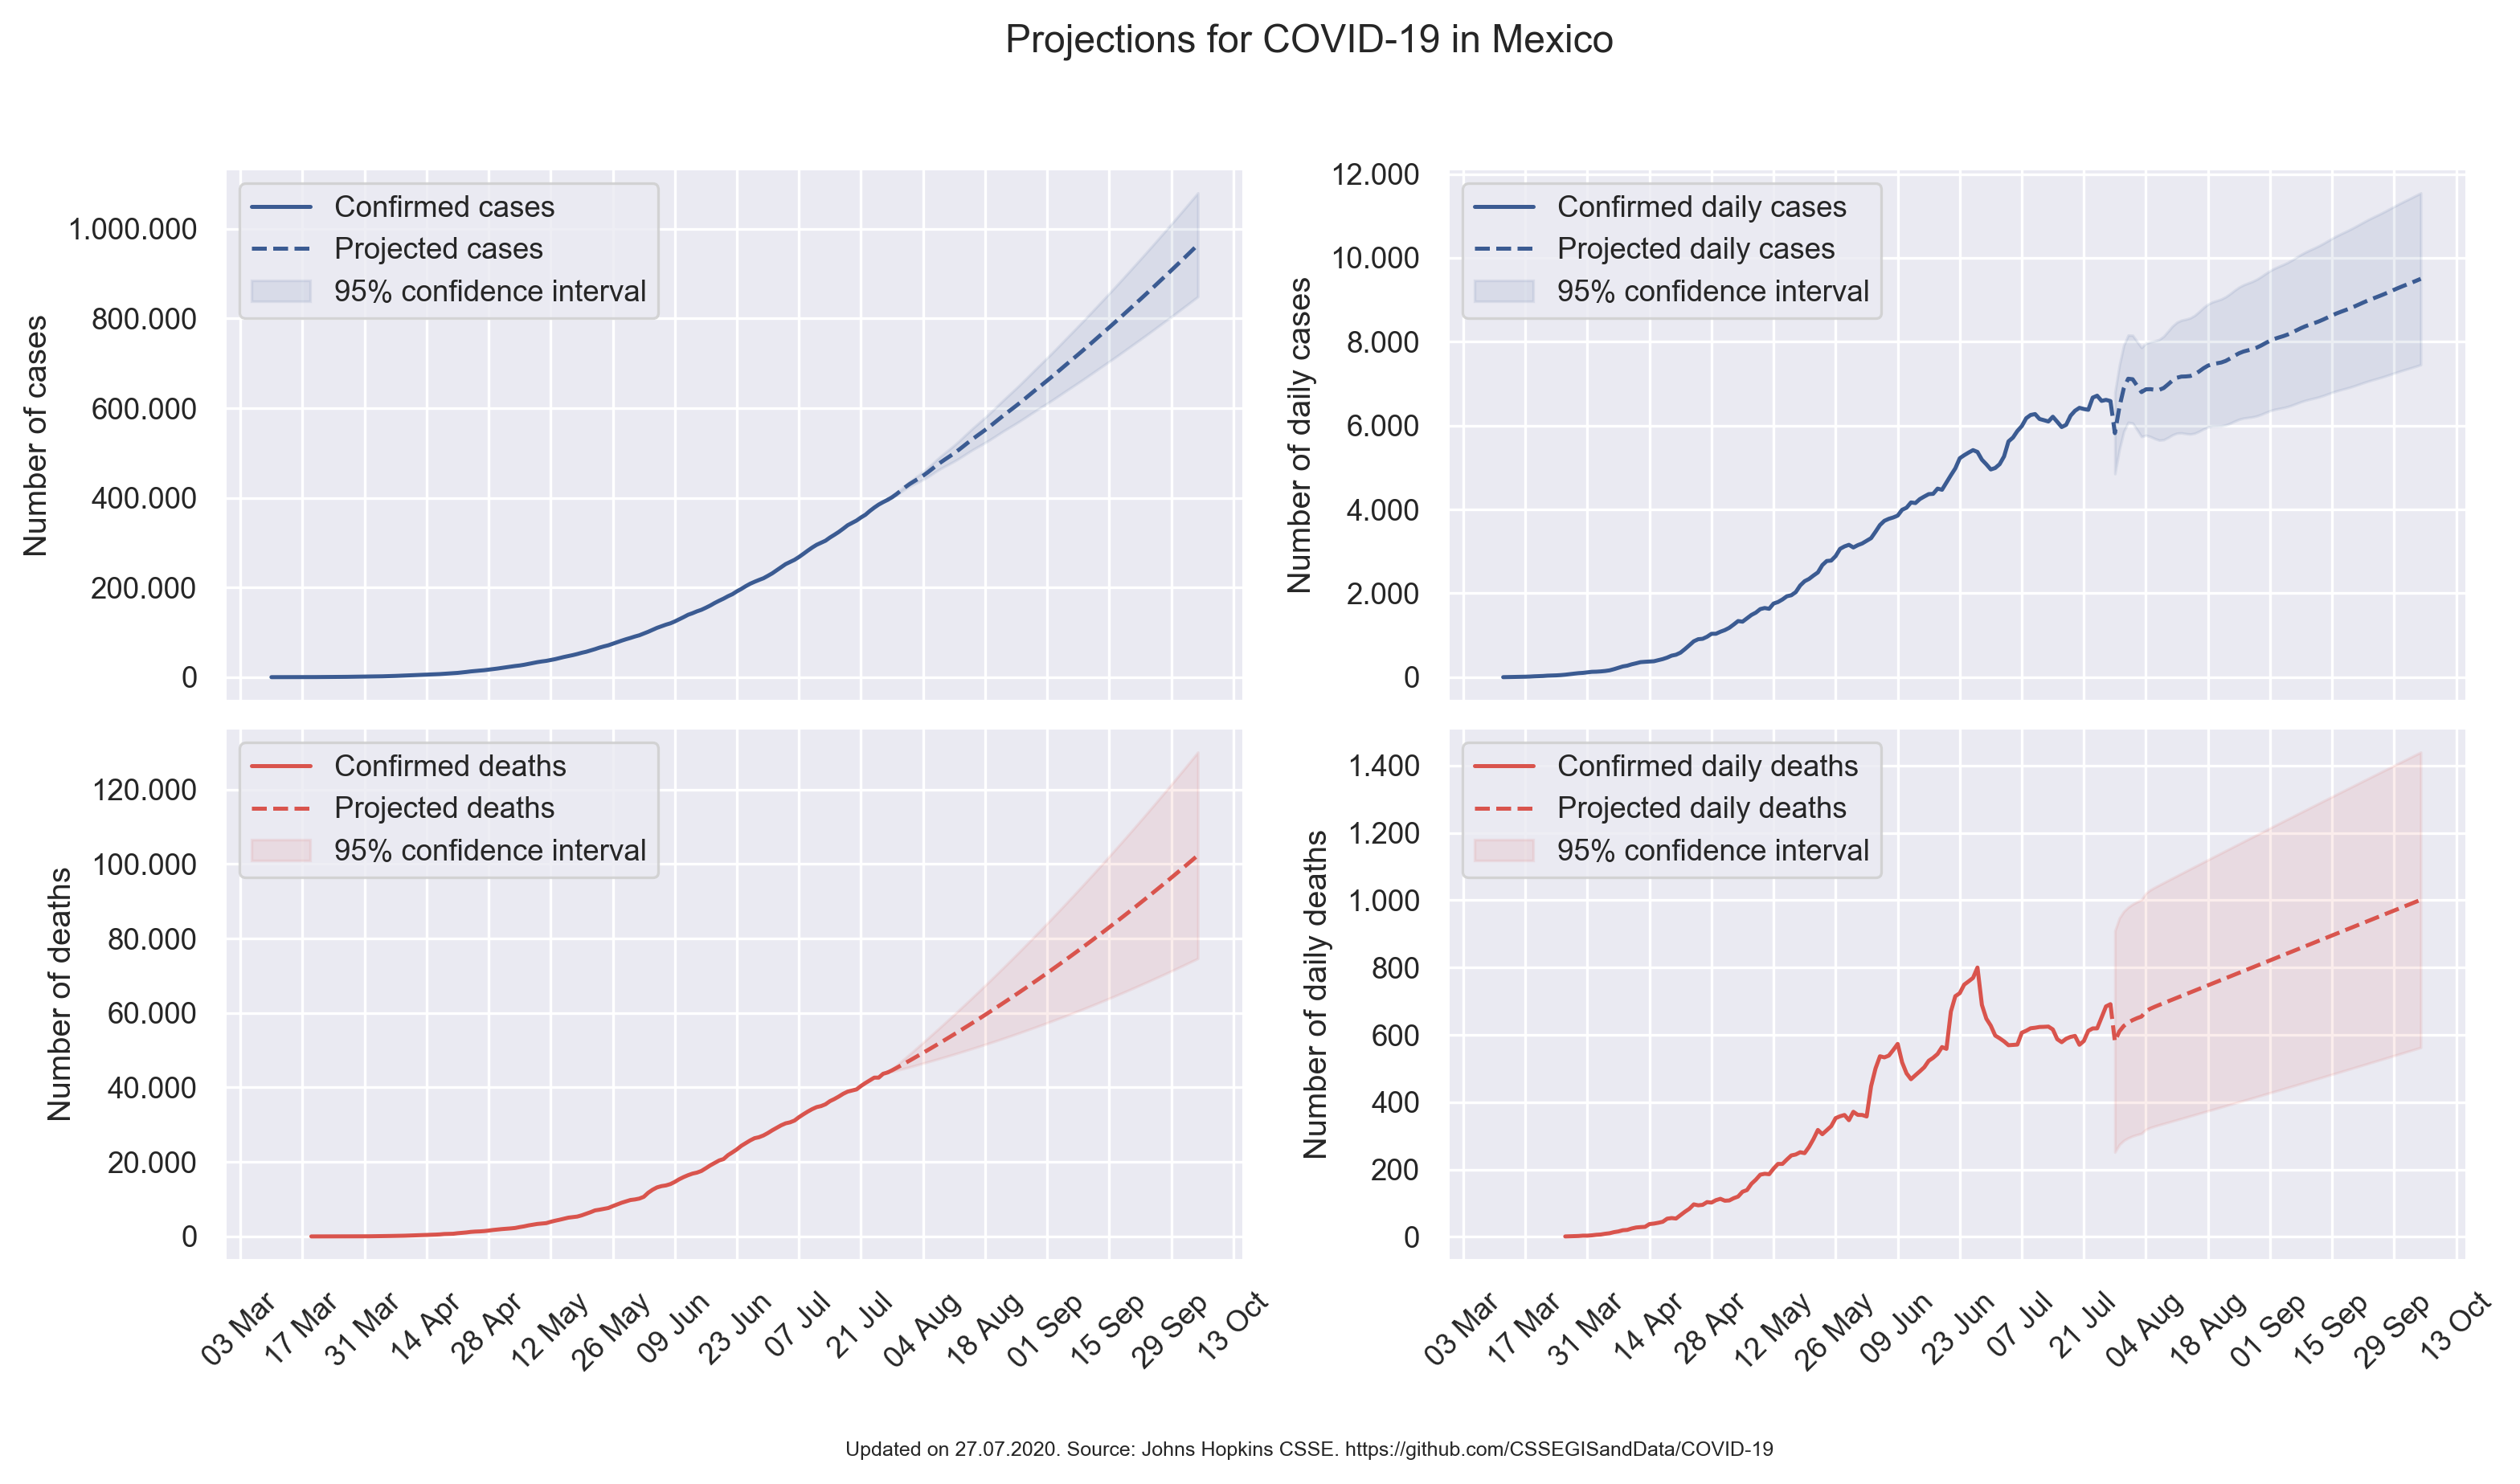 Projections for COVID-19 in Mexico
Number of cases
1.000.000
800.000
600.000
400.000
200.000
0
Confirmed cases
Projected cases
95% confidence interval
Number of daily cases
12.000
10.000
8.000
6.000
4.000
2.000
0
Confirmed daily cases
Projected daily cases
95% confidence interval
Number of deaths
120.000
100.000
80.000
60.000
40.000
20.000
0
Confirmed deaths
Projected deaths
95% confidence interval
03 Mar
17 Mar
31 Mar
14 Apr
28 Apr
12 May
26 May
09 Jun
23 Jun
07 Jul
21 Jul
04 Aug
18 Aug
01 Sep
15 Sep
29 Sep
13 Oct
Number of daily deaths
1.400
1.200
1.000
800
600
400
200
0
Confirmed daily deaths
Projected daily deaths
95% confidence interval
03 Mar
17 Mar
31 Mar
14 Apr
28 Apr
12 May
26 May
09 Jun
23 Jun
07 Jul
21 Jul
04 Aug
18 Aug
01 Sep
15 Sep
29 Sep
13 Oct
Updated on 27.07.2020. Source: Johns Hopkins CSSE. https://github.com/CSSEGISandData/COVID-19